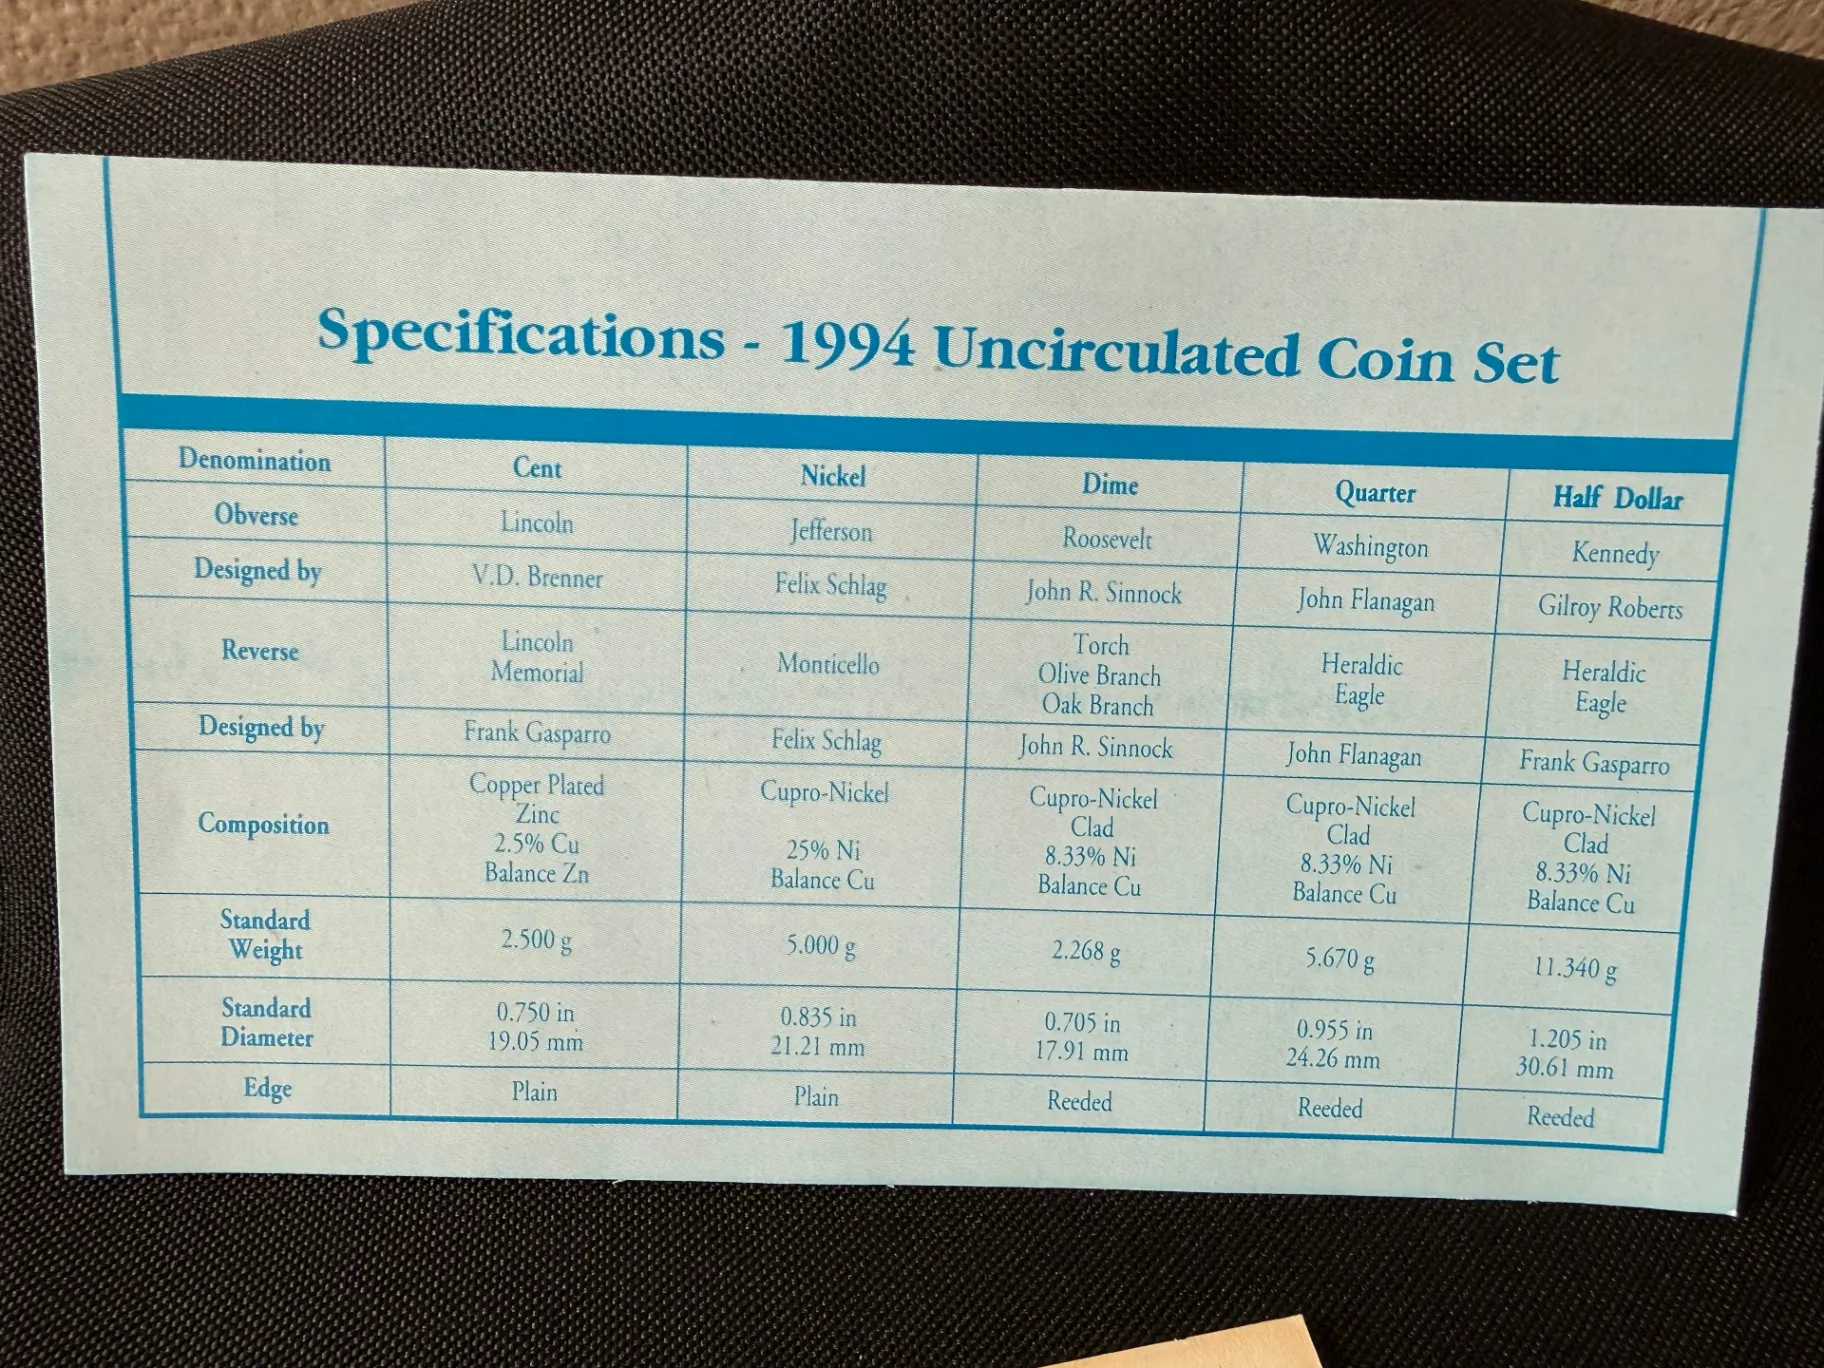 Specifications - 1994 Uncirculated Coin Set
Denomination Cent Nickel Dime Quarter Half Dollar
Obverse Lincoln Jefferson Roosevelt Washington Kennedy
Designed by V.D. Brenner Felix Schlag John R. Sinnock John Flanagan Gilroy Roberts
Reverse Lincoln Memorial Monticello Torch Olive Branch Oak Branch Heraldic Eagle Heraldic Eagle
Designed by Frank Gasparro Felix Schlag John R. Sinnock John Flanagan Frank Gasparro
Composition Copper Plated Zinc 2.5% Cu Balance Zn Cupro-Nickel 25% Ni Balance Cu Cupro-Nickel Clad 8.33% Ni Balance Cu Cupro-Nickel Clad 8.33% Ni Balance Cu Cupro-Nickel Clad 8.33% Ni Balance Cu
Standard Weight 2.500 g 5.000 g 2.268 g 5.670 g 11.340 g
Standard Diameter 0.750 in 19.05 mm 0.835 in 21.21 mm 0.705 in 17.91 mm 0.955 in 24.26 mm 1.205 in 30.61 mm
Edge Plain Plain Reeded Reeded Reeded